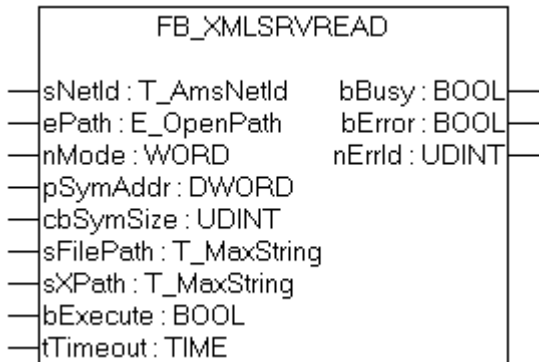 FB_XMLSRVREAD
sNetId : T_AmsNetId bBusy : BOOL
ePath : E_OpenPath bError : BOOL
nMode : WORD nErrId : UDINT
pSymAddr : DWORD
cbSymSize : UDINT
sFilePath : T_MaxString
sXPath : T_MaxString
bExecute : BOOL
tTimeout : TIME